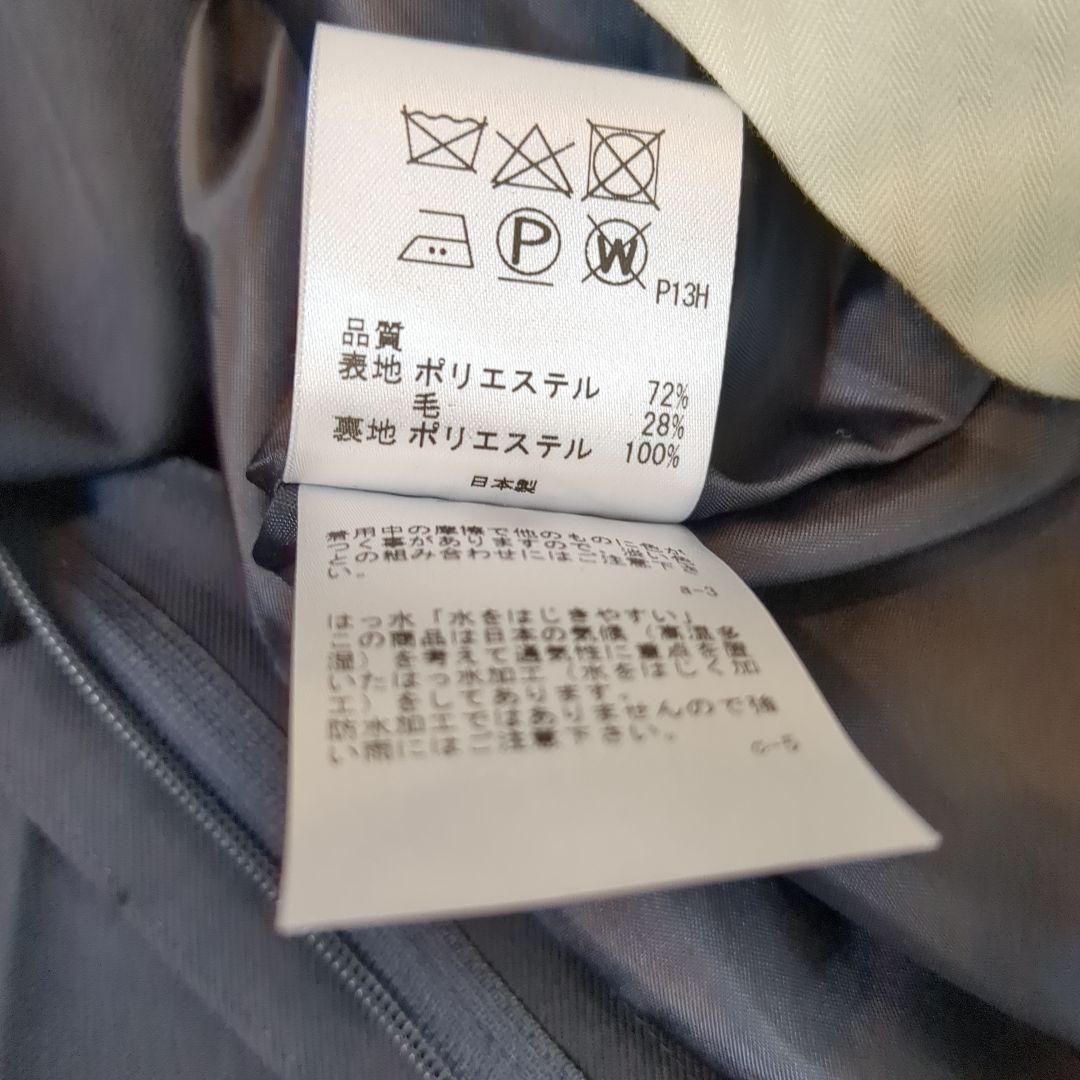 P
W
P13H
品質
表地 ポリエステル 72%
毛 28%
裏地 ポリエステル 100%
日本製
着用中の摩擦で他のものに色が
つく事がありますので、淡色
との組み合わせにはご注意下さ
い。
a-3
はっ水「水をはじきやすい」
この商品は日本の気候(高温多
湿)を考えて通気性に重点を置
いたはっ水加工(水をはじく加
工)をしてあります。
防水加工ではありませんので強
い雨にはご注意下さい。
c-5